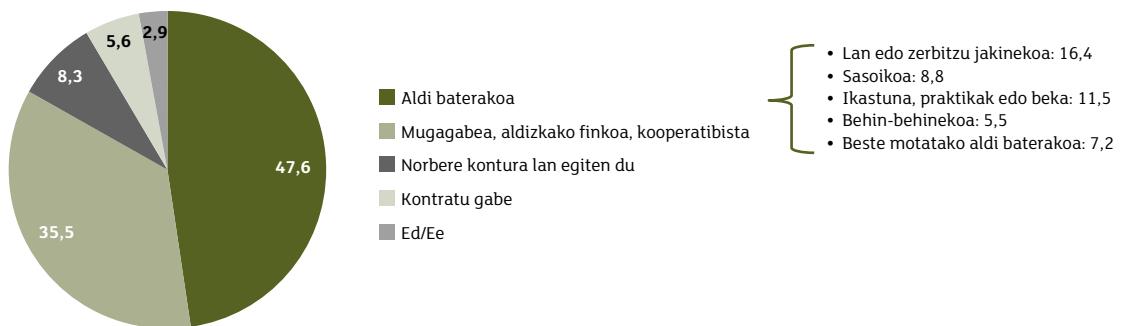 2,9
5,6
8,3
47,6
35,5
Aldi baterakoa
Mugagabea, aldizkako finkoa, kooperatibista
Norbere kontura lan egiten du
Kontratu gabe
Ed/Ee
• Lan edo zerbitzu jakinekoa: 16,4
• Sasoikoa: 8,8
• Ikastuna, praktikak edo beka: 11,5
• Behin-behinekoa: 5,5
• Beste motatako aldi baterakoa: 7,2